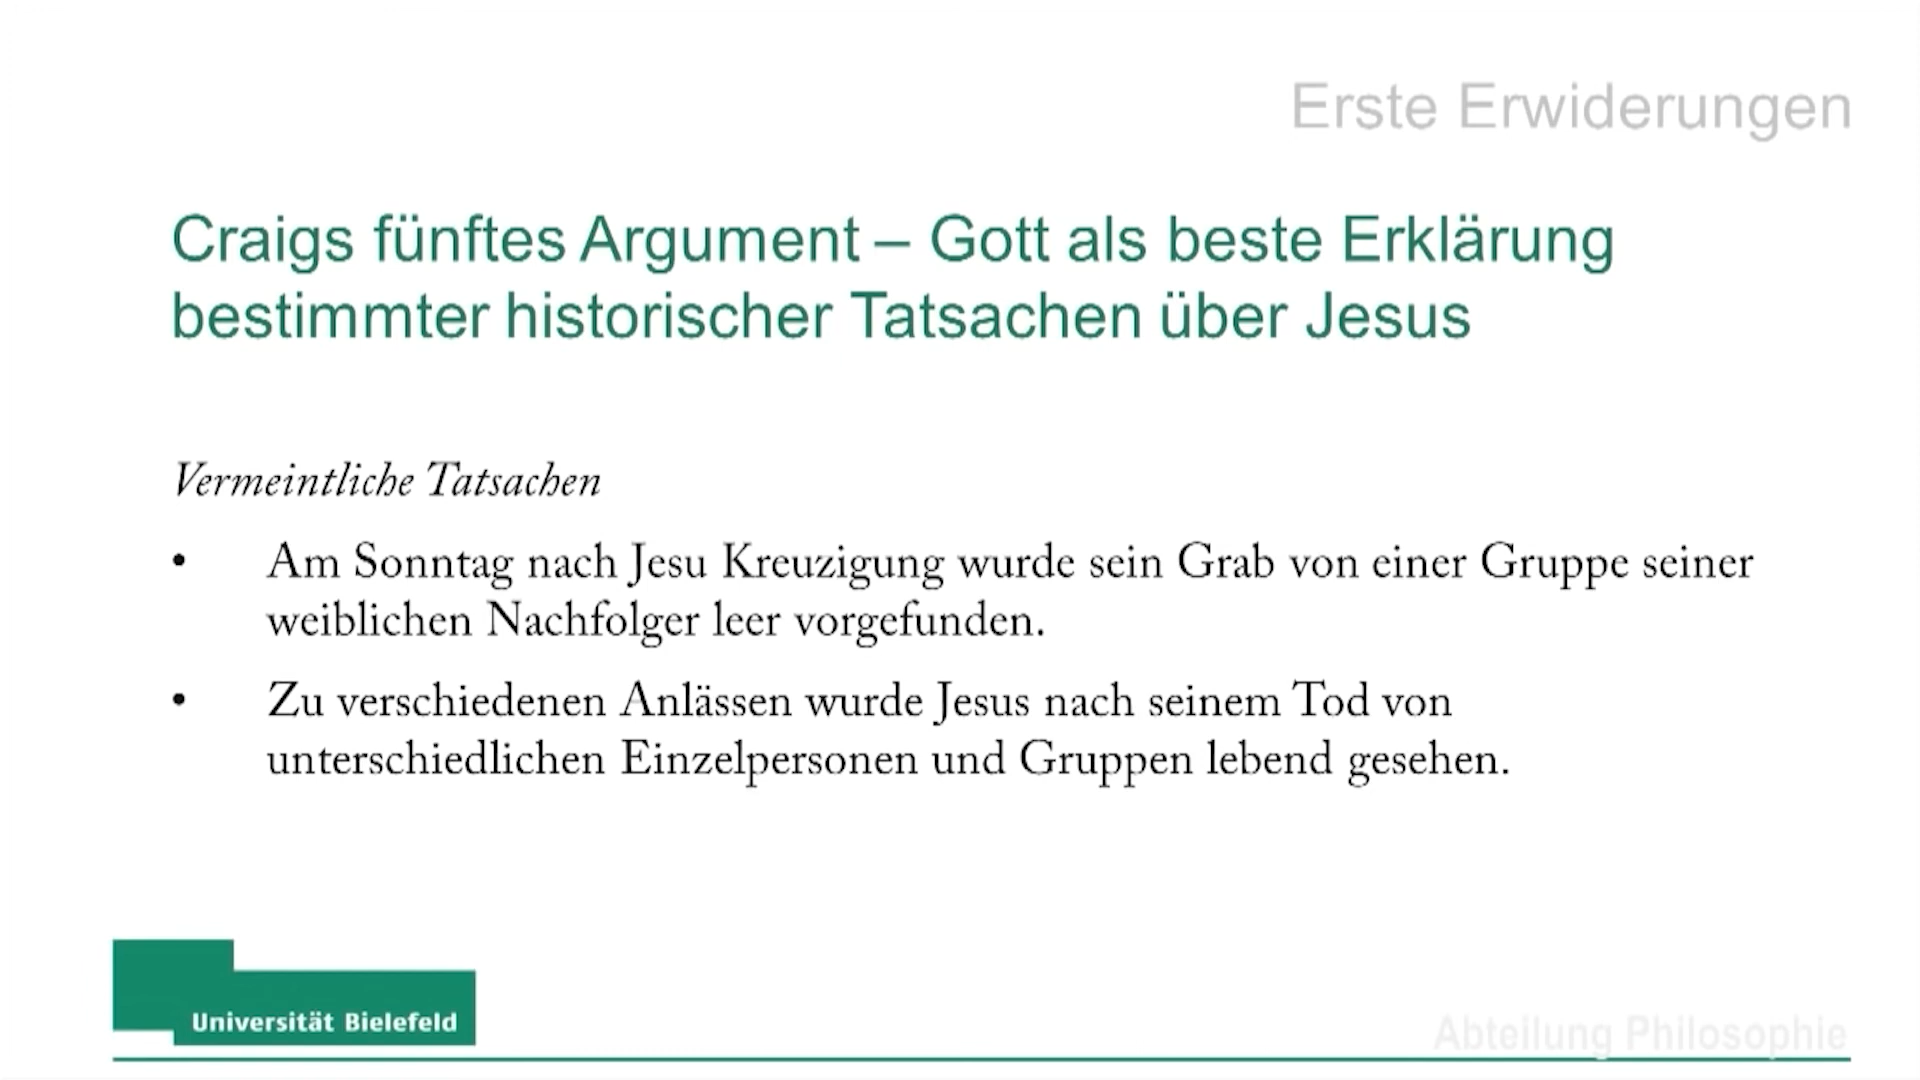 Erste Erwiderungen
Craigs fünftes Argument – Gott als beste Erklärung
bestimmter historischer Tatsachen über Jesus
Vermeintliche Tatsachen
• Am Sonntag nach Jesu Kreuzigung wurde sein Grab von einer Gruppe seiner
weiblichen Nachfolger leer vorgefunden.
• Zu verschiedenen Anlässen wurde Jesus nach seinem Tod von
unterschiedlichen Einzelpersonen und Gruppen lebend gesehen.
Universität Bielefeld
Abteilung Philosophie